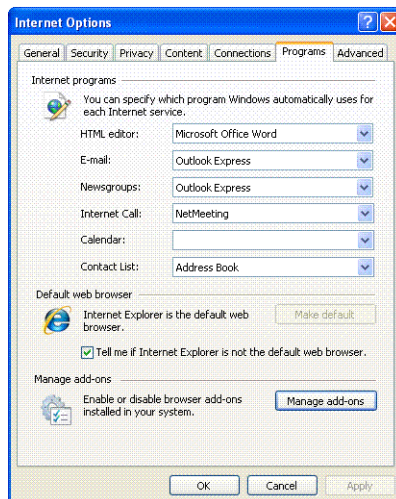 Internet Options
General Security Privacy Content Connections Programs Advanced
Internet programs
You can specify which program Windows automatically uses for
each Internet service.
HTML editor: Microsoft Office Word
E-mail: Outlook Express
Newsgroups: Outlook Express
Internet Call: NetMeeting
Calendar:
Contact List: Address Book
Default web browser
Internet Explorer is the default web
browser.
Make default
Tell me if Internet Explorer is not the default web browser.
Manage add-ons
Enable or disable browser add-ons
installed in your system.
Manage add-ons
OK Cancel Apply